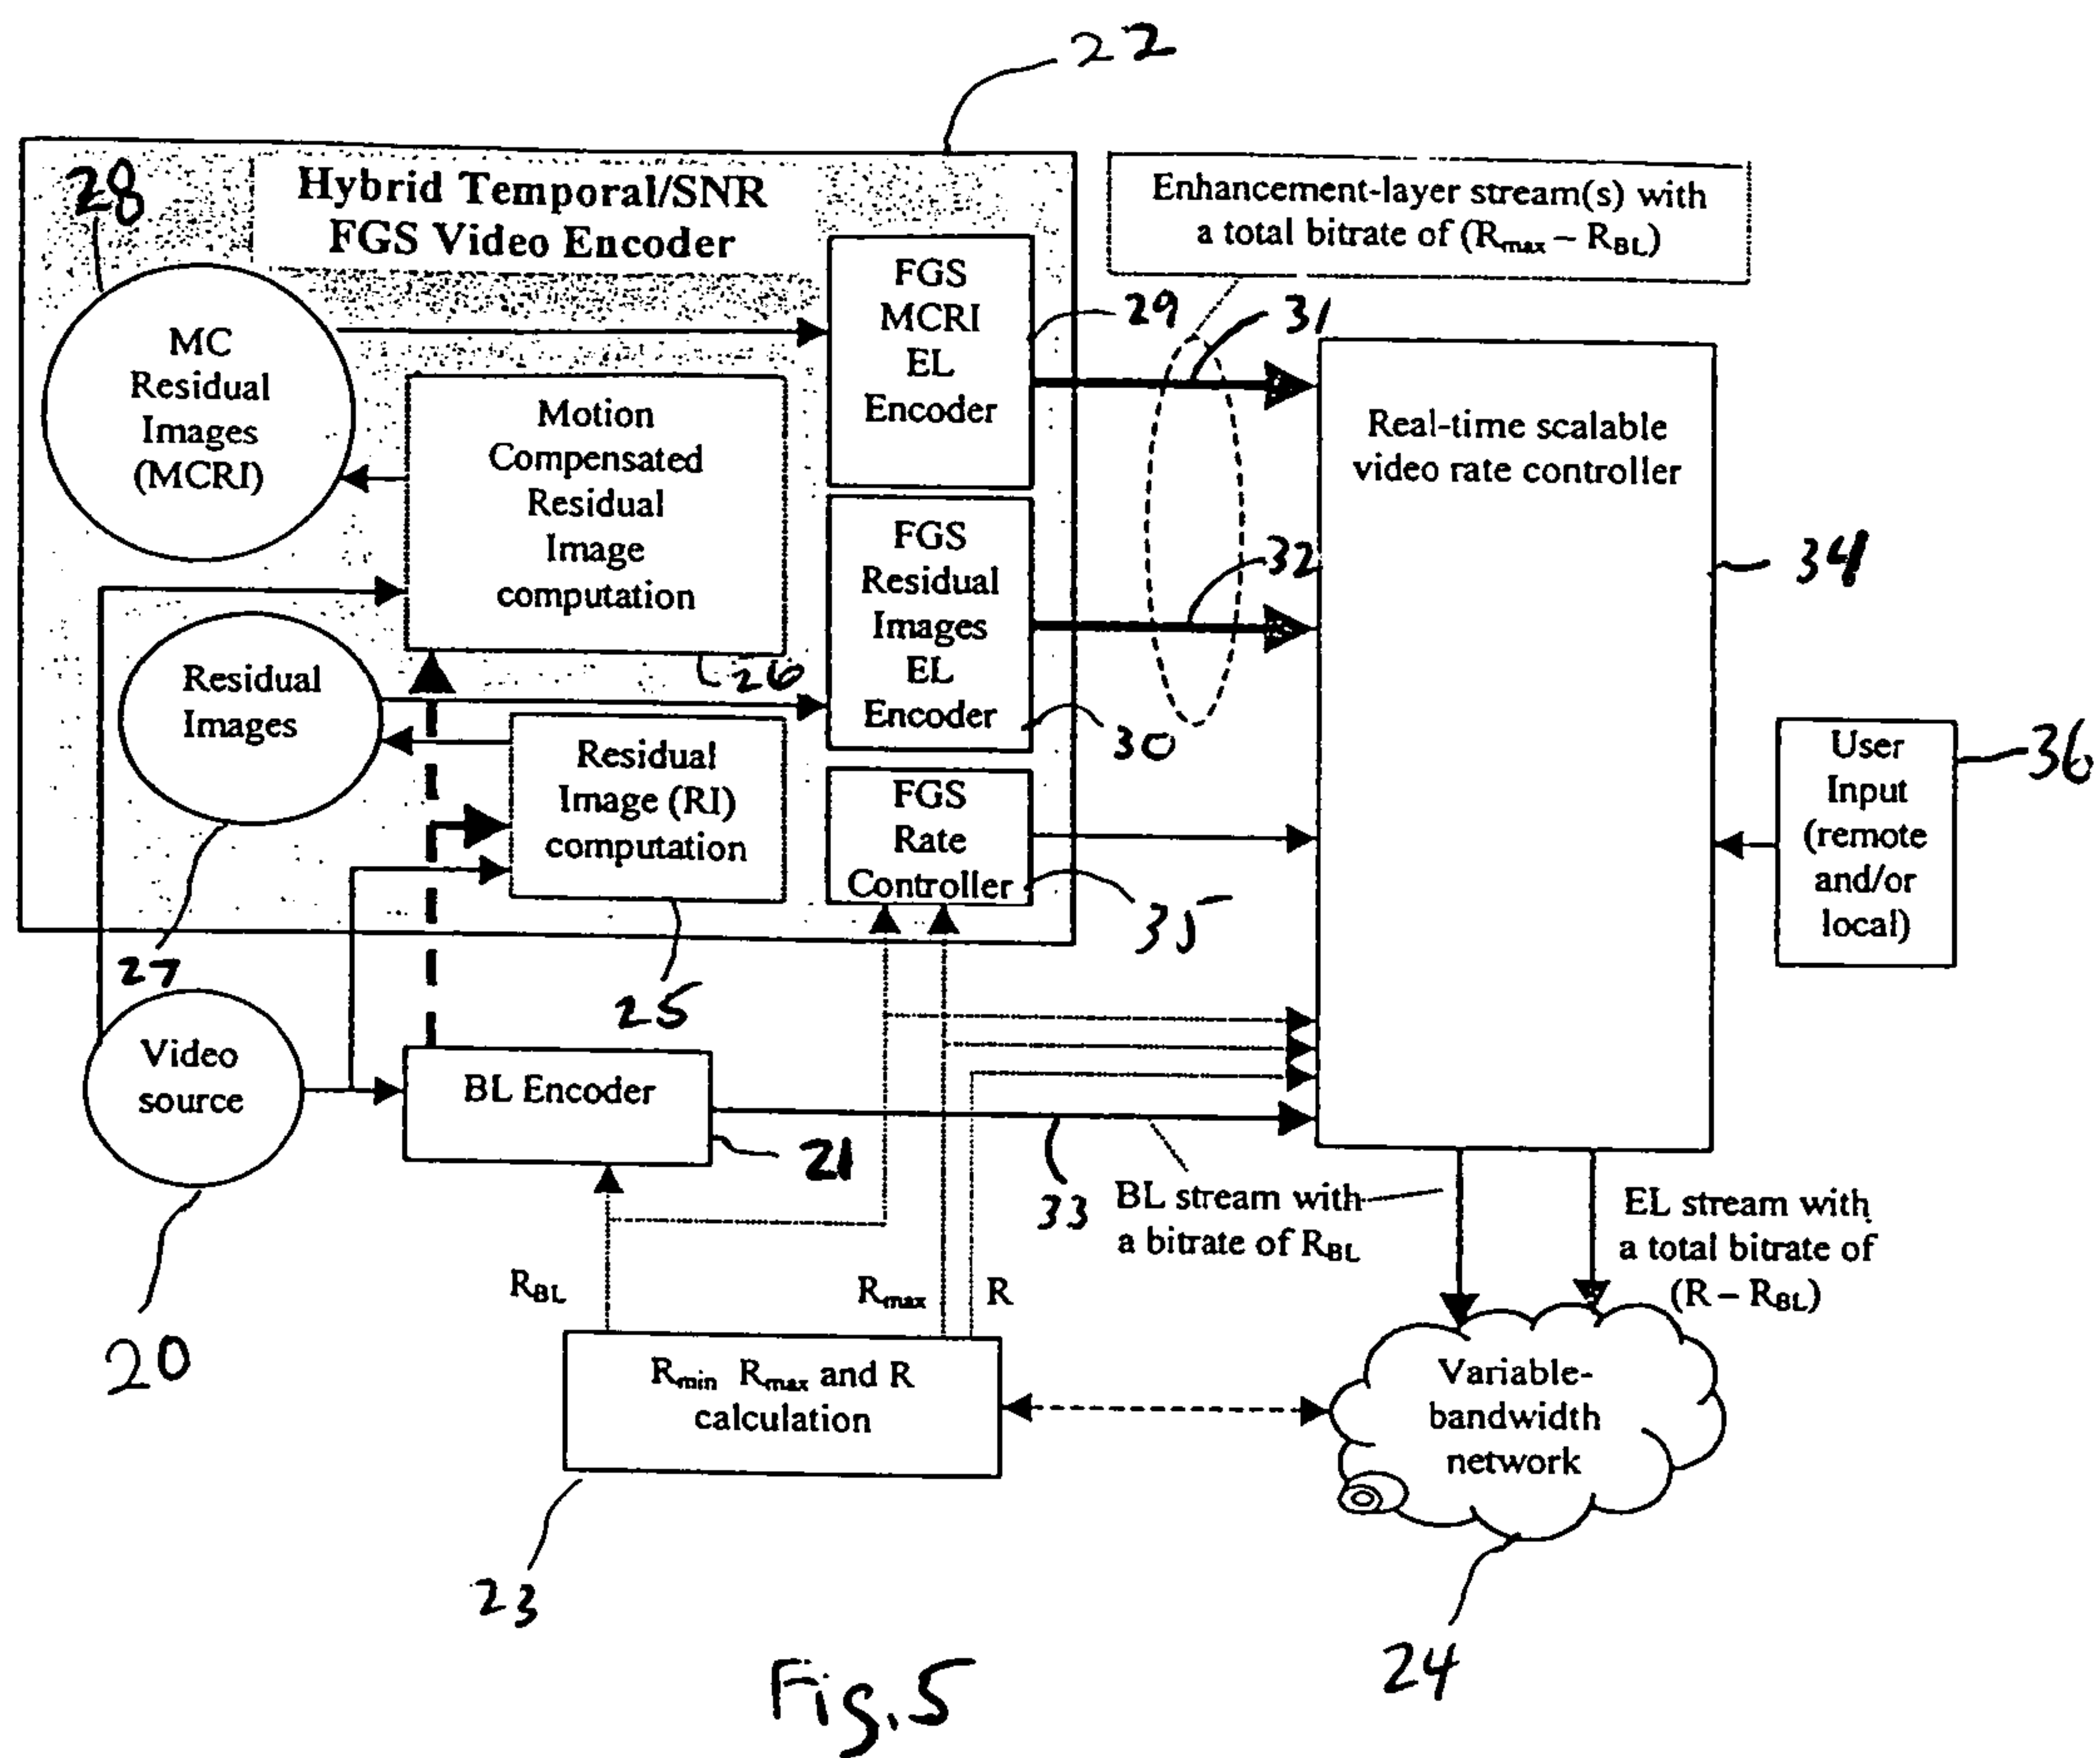 22
28
Hybrid Temporal/SNR
FGS Video Encoder
Enhancement-layer stream(s) with
a total bitrate of (Rmax – RBL)
MC
Residual
Images
(MCRI)
Motion
Compensated
Residual
Image
computation
26
FGS
MCRI
EL
Encoder
29
31
FGS
Residual
Images
EL
Encoder
30
32
Real-time scalable
video rate controller
34
Residual
Images
27
Residual
Image (RI)
computation
25
FGS
Rate
Controller
35
User
Input
(remote
and/or
local)
36
Video
source
20
BL Encoder
21
33
BL stream with
a bitrate of RBL
EL stream with
a total bitrate of
(R – RBL)
RBL
Rmax
R
Rmin Rmax and R
calculation
23
Variable-
bandwidth
network
24
Fig. 5